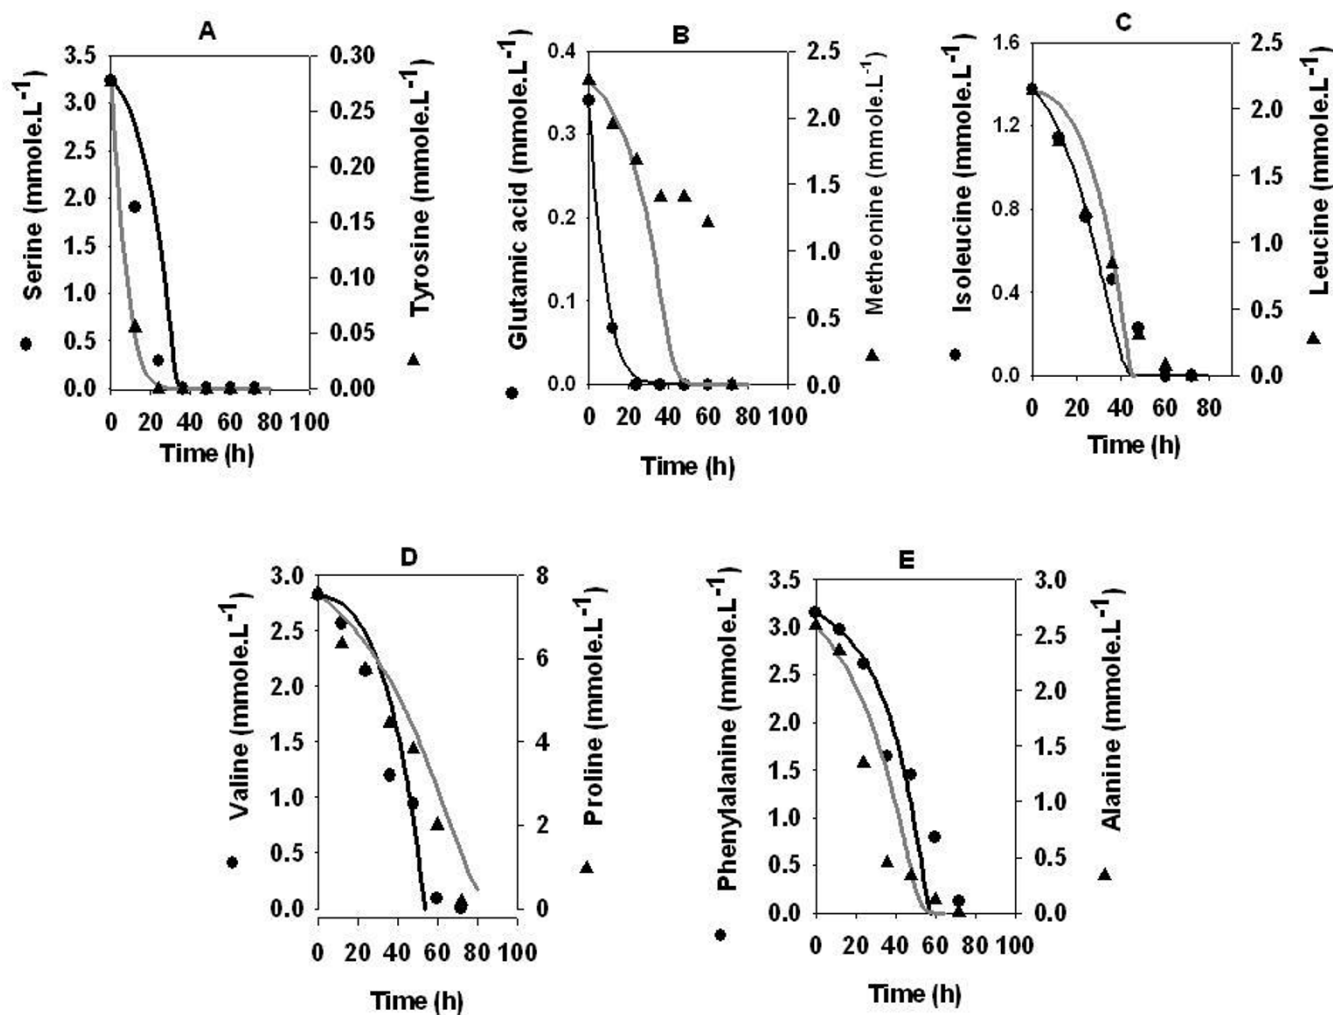 A
Serine (mmole.L-1)
3.5
3.0
2.5
2.0
1.5
1.0
0.5
0.0
0.30
0.25
0.20
0.15
0.10
0.05
0.00
Tyrosine (mmole.L-1)
0 20 40 60 80 100
Time (h)
B
Glutamic acid (mmole.L-1)
0.4
0.3
0.2
0.1
0.0
2.5
2.0
1.5
1.0
0.5
0.0
Metheonine (mmole.L-1)
0 20 40 60 80 100
Time (h)
C
Isoleucine (mmole.L-1)
1.6
1.2
0.8
0.4
0.0
2.5
2.0
1.5
1.0
0.5
0.0
Leucine (mmole.L-1)
0 20 40 60 80
Time (h)
D
Valine (mmole.L-1)
3.0
2.5
2.0
1.5
1.0
0.5
0.0
8
6
4
2
0
Proline (mmole.L-1)
0 20 40 60 80 100
Time (h)
E
Phenylalanine (mmole.L-1)
3.5
3.0
2.5
2.0
1.5
1.0
0.5
0.0
3.0
2.5
2.0
1.5
1.0
0.5
0.0
Alanine (mmole.L-1)
0 20 40 60 80 100
Time (h)